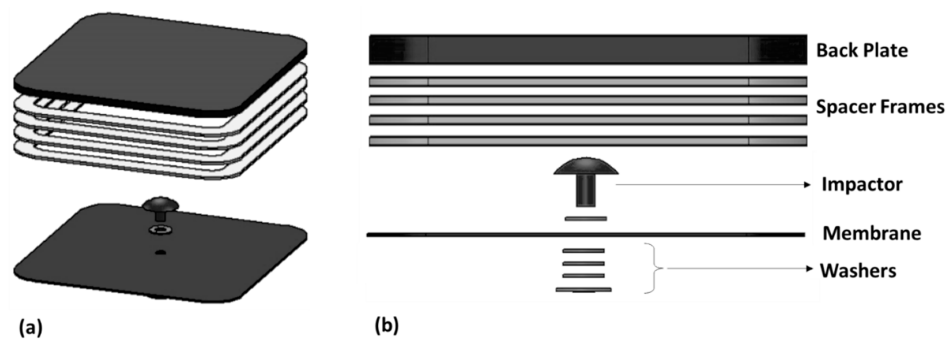 Back Plate
Spacer Frames
Impactor
Membrane
Washers
(a)
(b)